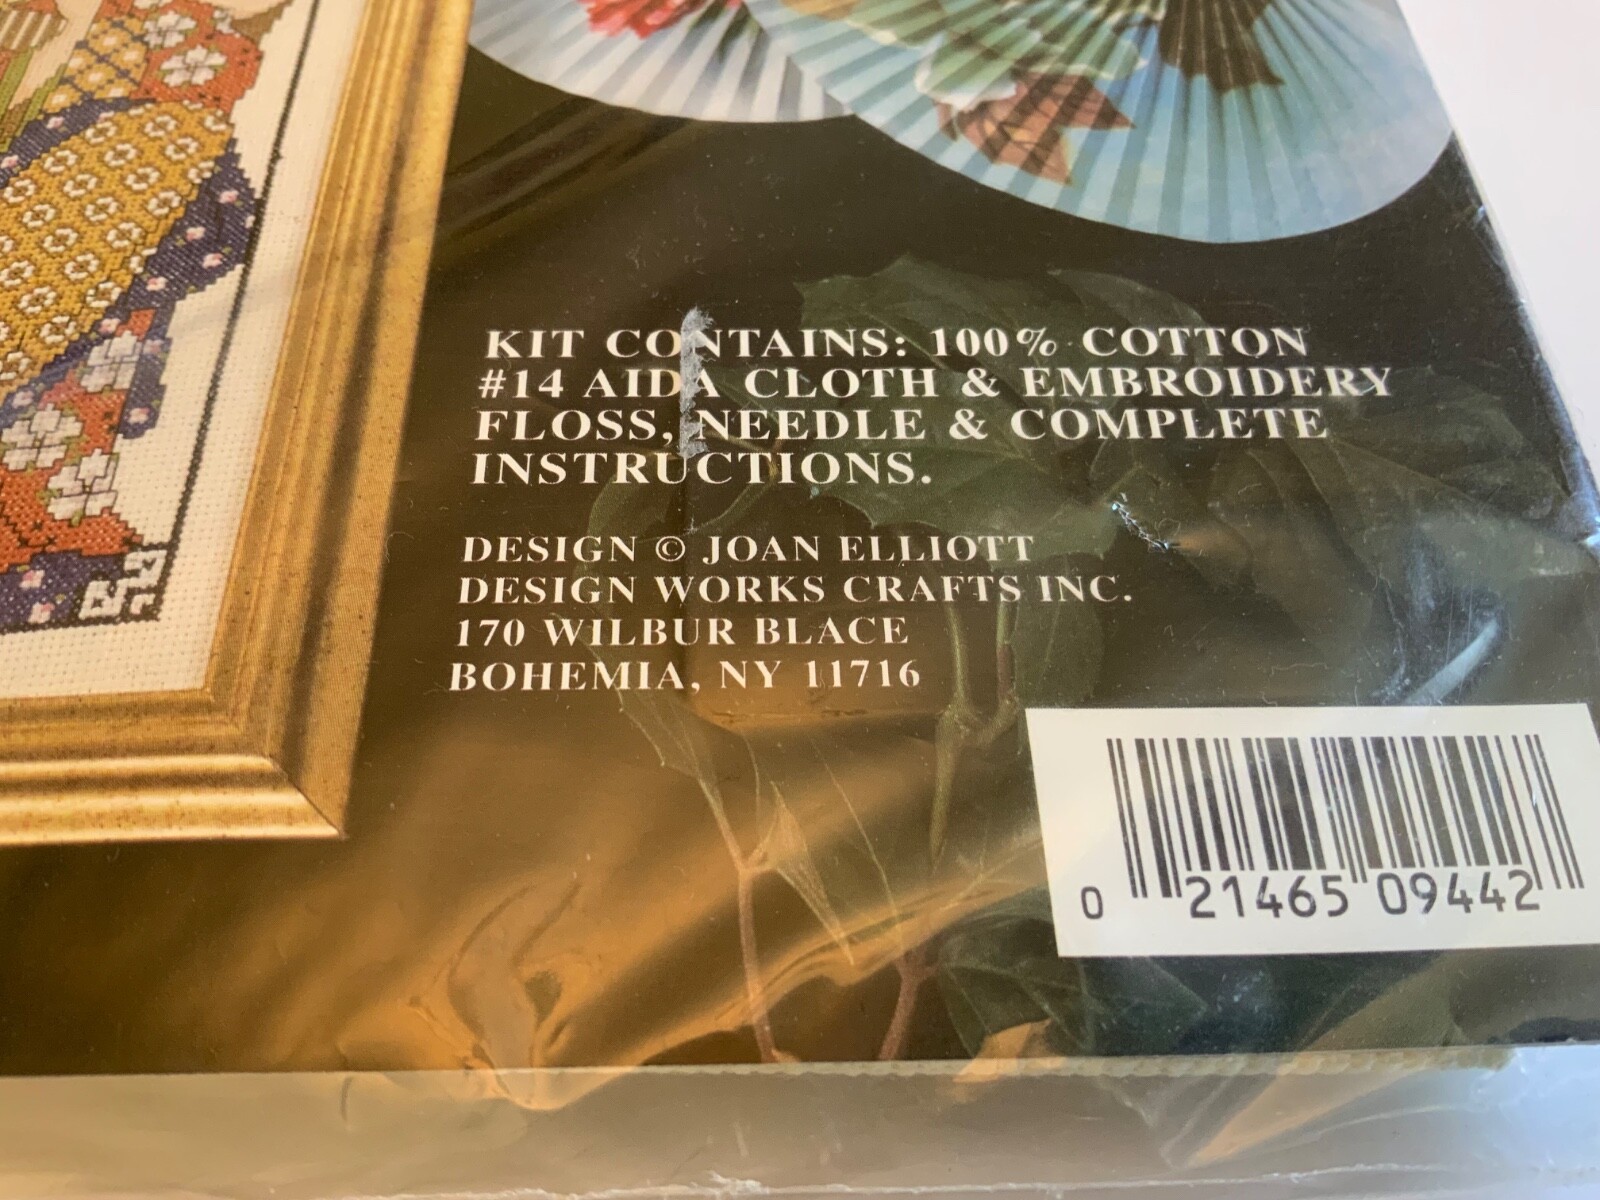 KIT CONTAINS: 100% COTTON
#14 AIDA CLOTH & EMBROIDERY
FLOSS, NEEDLE & COMPLETE
INSTRUCTIONS.
DESIGN © JOAN ELLIOTT
DESIGN WORKS CRAFTS INC.
170 WILBUR BLACE
BOHEMIA, NY 11716
0 21465 09442